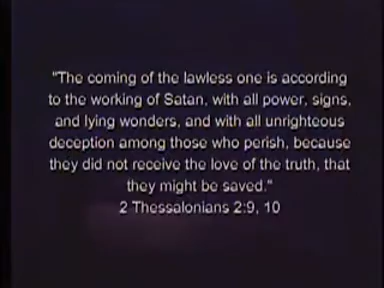 "The coming of the lawless one is according
to the working of Satan, with all power, signs,
and lying wonders, and with all unrighteous
deception among those who perish, because
they did not receive the love of the truth, that
they might be saved."
2 Thessalonians 2:9, 10